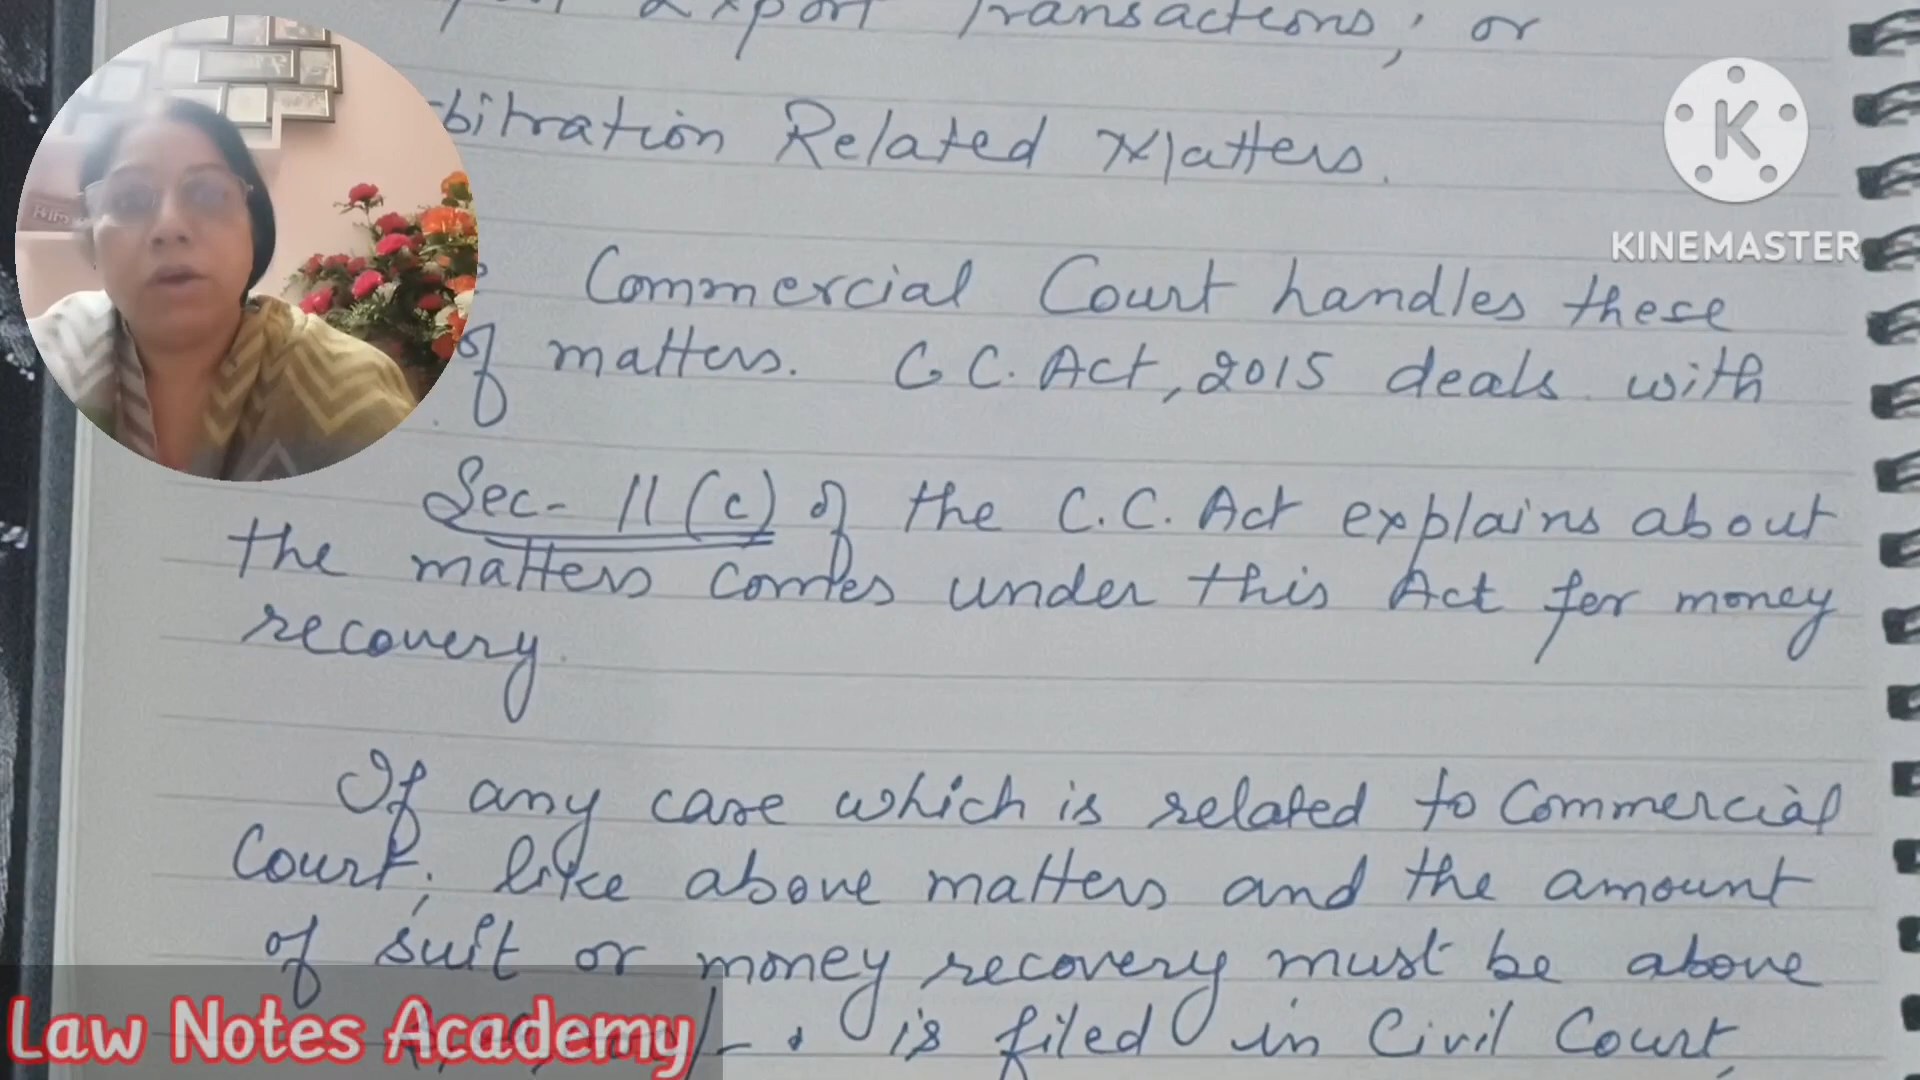 Export Transactions; or
bitration Related Matters.
Commercial Court handles these
of matters. C. C. Act, 2015 deals with
Sec- 11 (c) of the C. C. Act explains about
the matters comes under this Act for money
recovery.
If any case which is related to Commercial
Court, like above matters and the amount
of suit or money recovery must be above
is filed in Civil Court,
K
KINEMASTER
Law Notes Academy